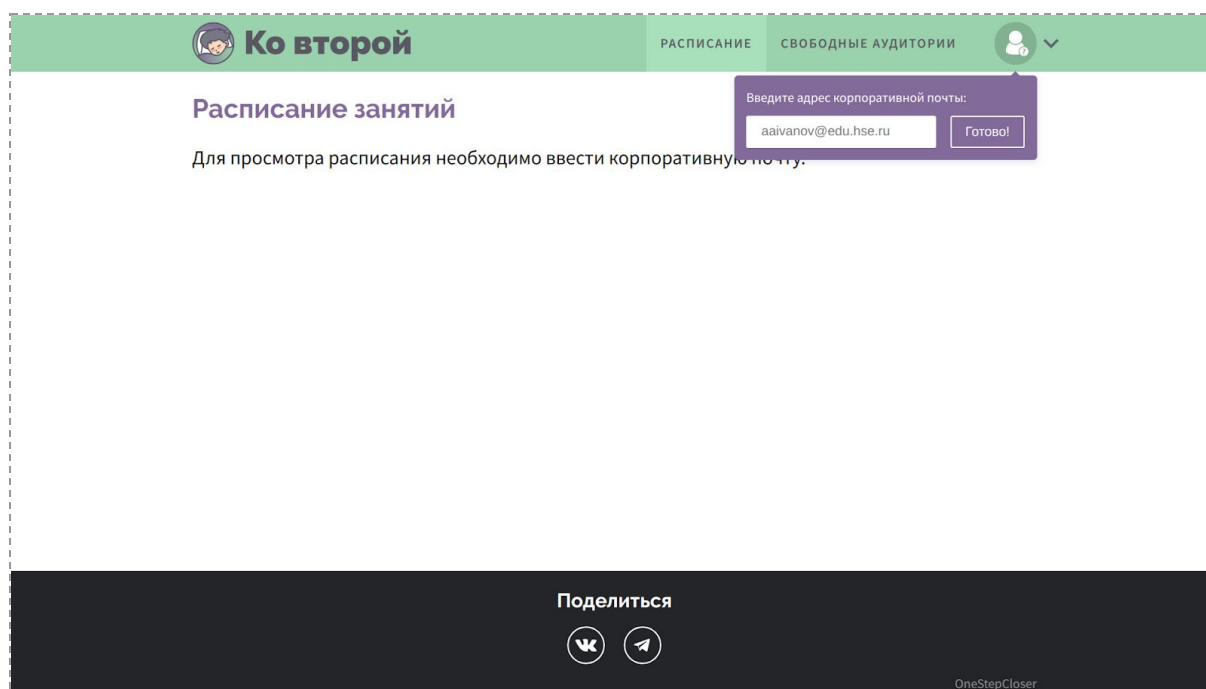 Ко второй
РАСПИСАНИЕ
СВОБОДНЫЕ АУДИТОРИИ
Расписание занятий
Введите адрес корпоративной почты:
aaivanov@edu.hse.ru
Готово!
Для просмотра расписания необходимо ввести корпоративную почту.
Поделиться
OneStepCloser